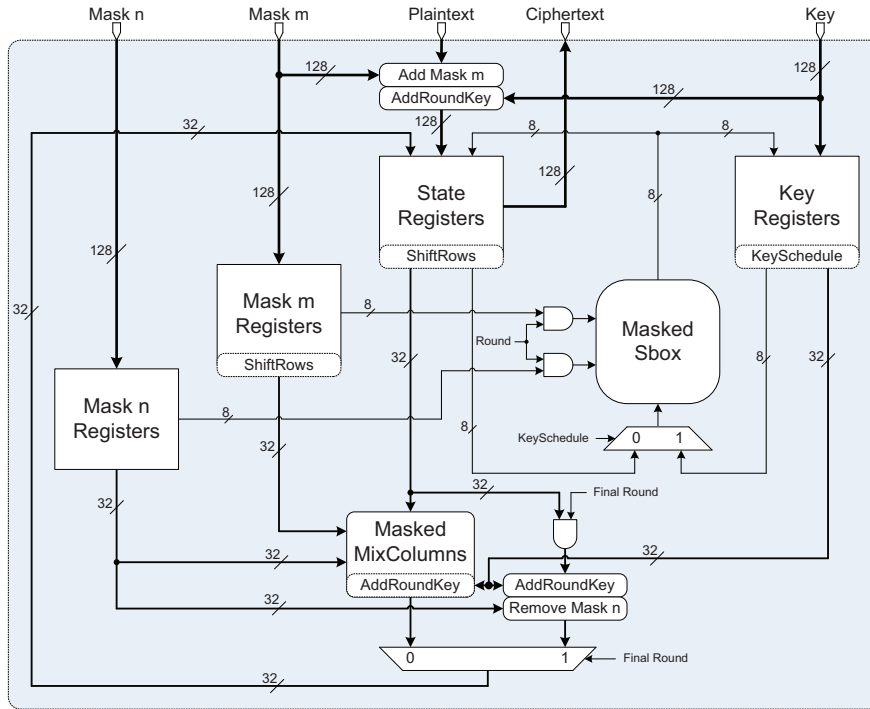 Mask n
Mask m
Plaintext
Ciphertext
Key
128
Add Mask m
AddRoundKey
128
128
32
128
8
8
128
128
128
8
State
Registers
ShiftRows
Key
Registers
KeySchedule
128
32
Mask m
Registers
ShiftRows
8
Round
Masked
Sbox
32
8
32
Mask n
Registers
8
8
KeySchedule
0
1
32
32
32
Final Round
Masked
MixColumns
AddRoundKey
32
32
AddRoundKey
Remove Mask n
32
0
1
Final Round
32